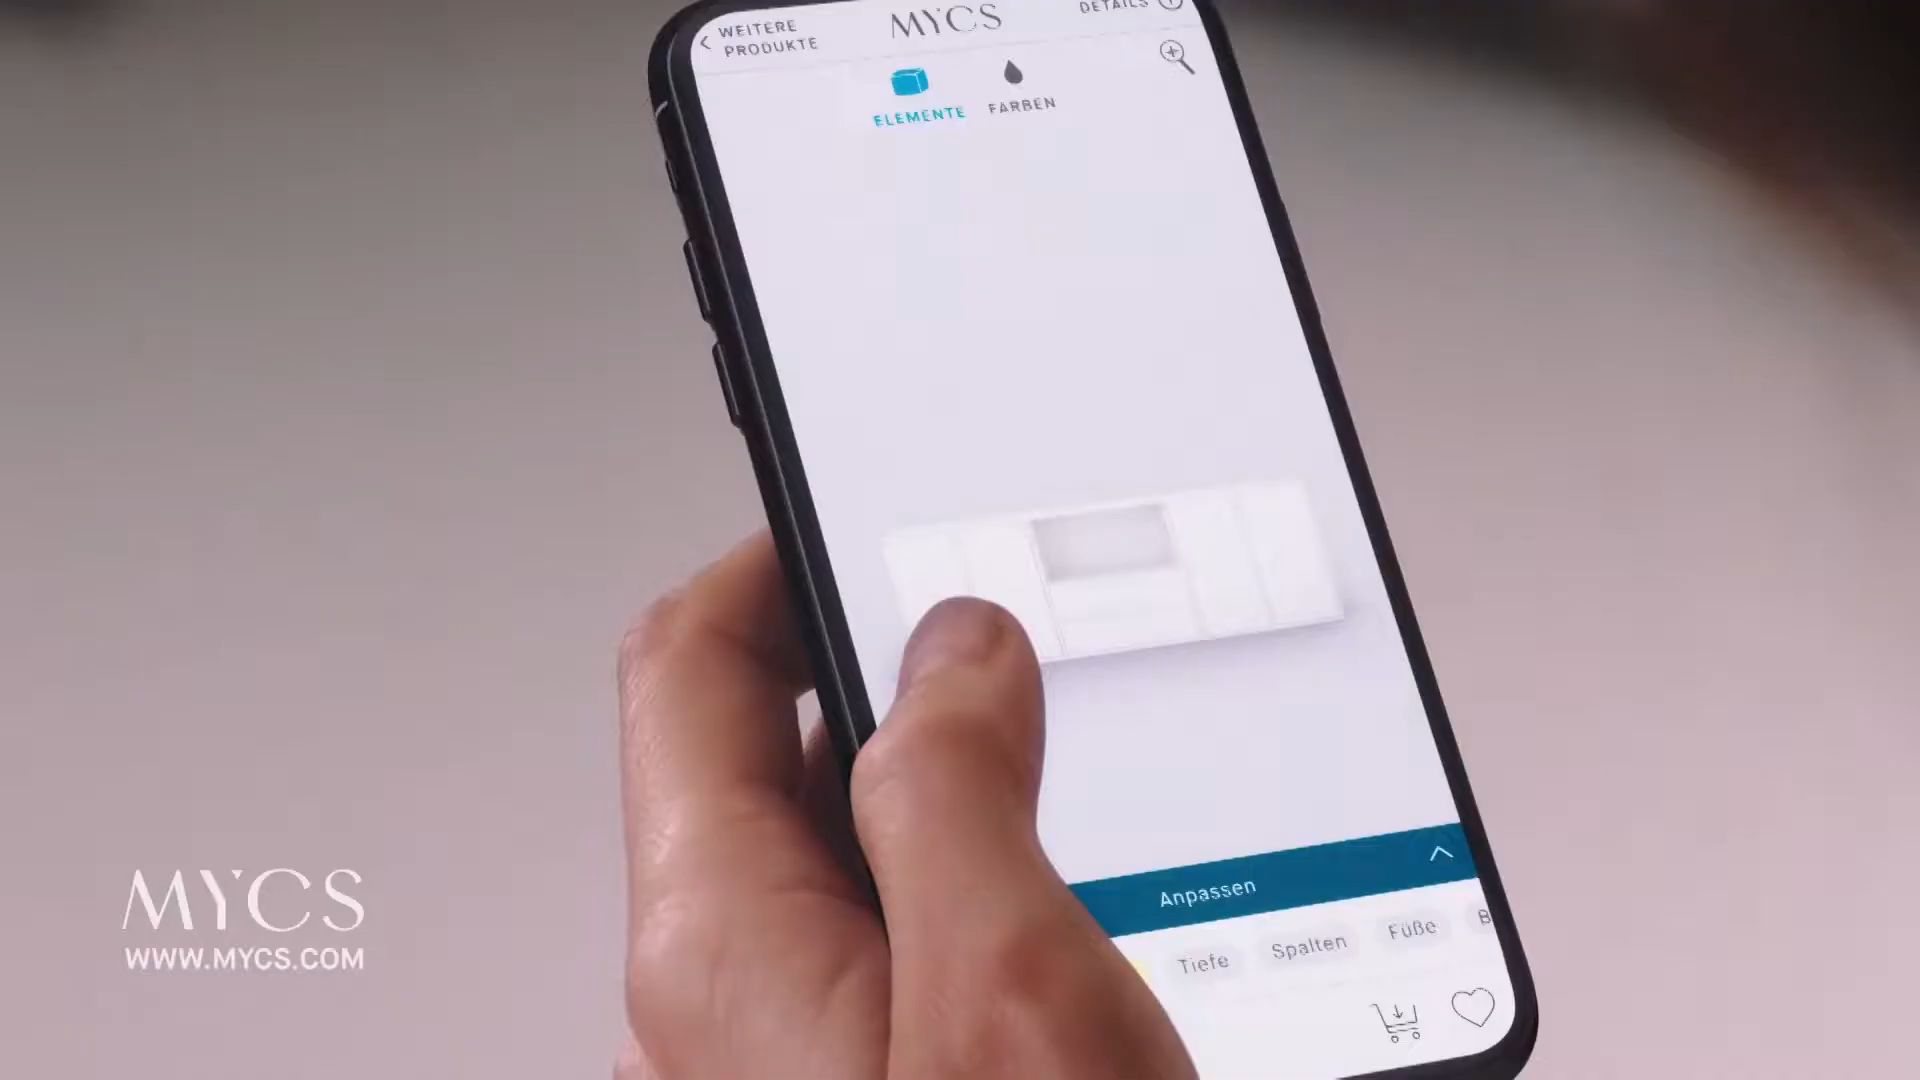 WEITERE
PRODUKTE
MYCS
DETAILS
ELEMENTE
FARBEN
Anpassen
Tiefe
Spalten
Füße
MYCS
WWW.MYCS.COM